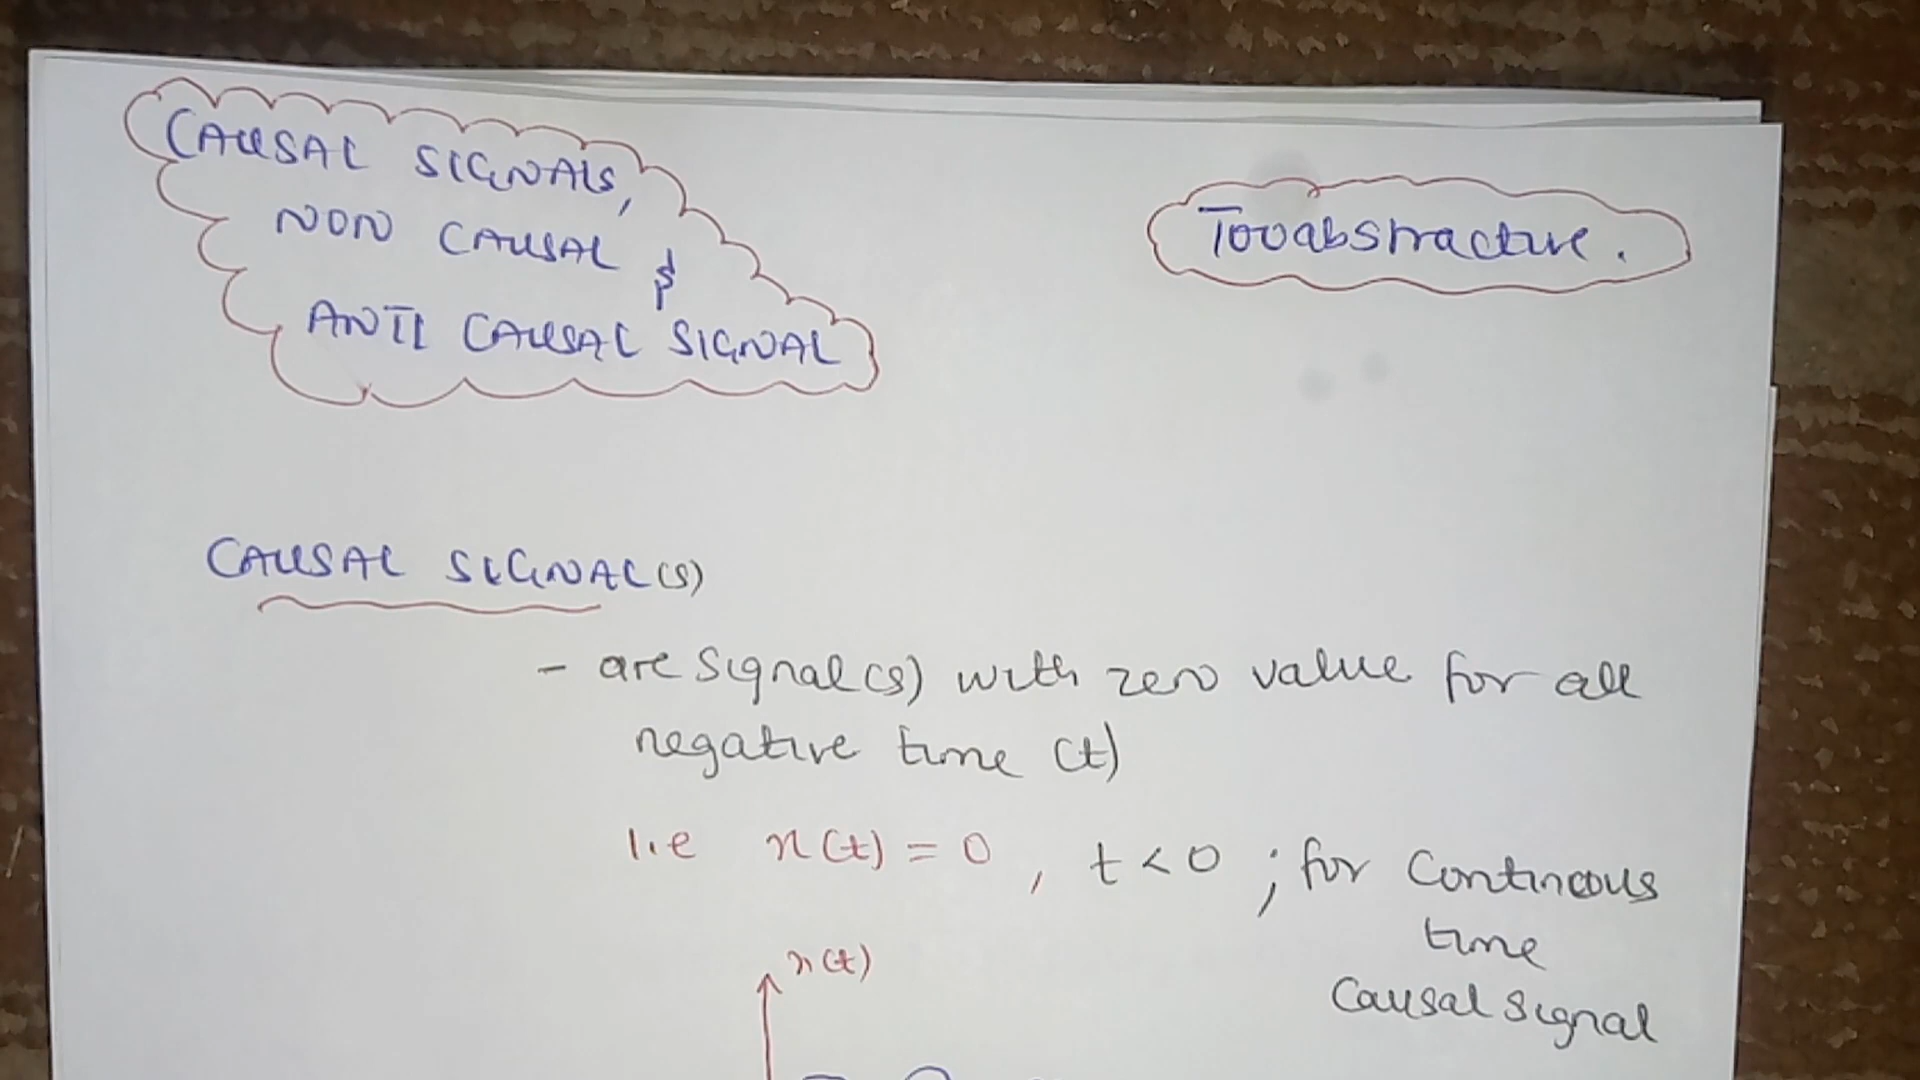 CAUSAL SIGNALS,
NON CAUSAL &
ANTI CAUSAL SIGNAL
Tooabstractive.
CAUSAL SIGNAL(S)
- are signal(s) with zero value for all
negative time (t)
i.e x(t) = 0 , t < 0 ; for Continuous
time
Causal signal
x(t)